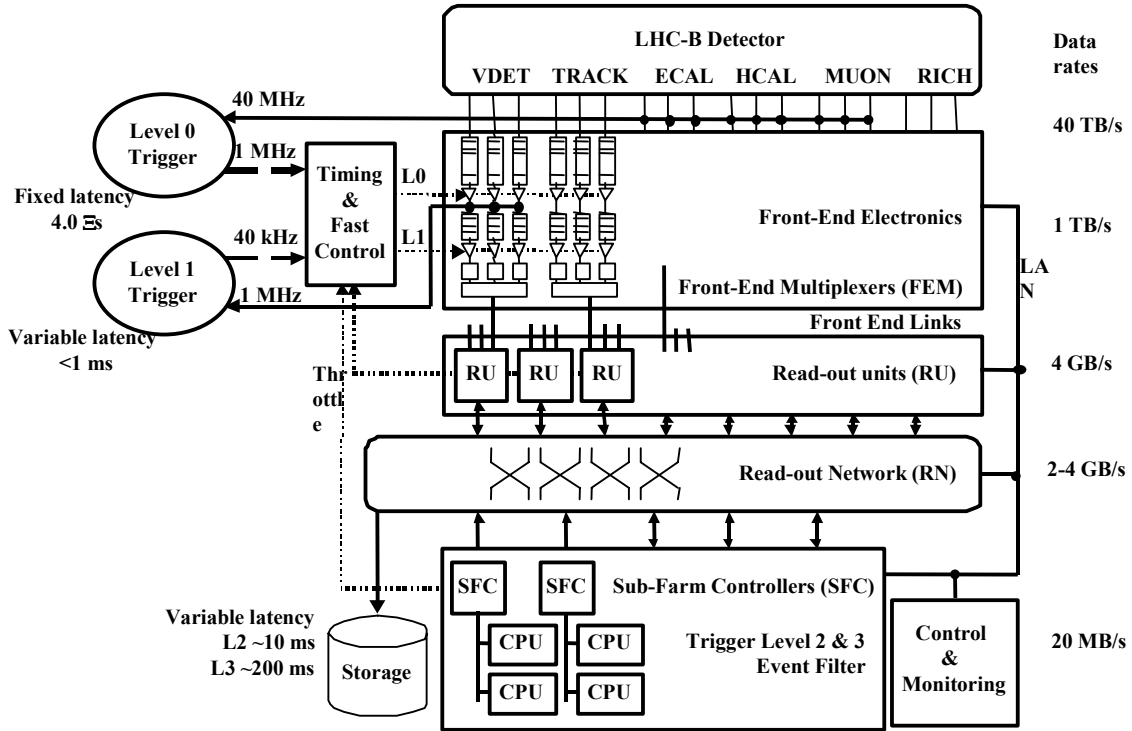 LHC-B Detector
Data
rates
VDET TRACK ECAL HCAL MUON RICH
40 MHz
40 TB/s
Level 0
Trigger
1 MHz
Timing
&
Fast
Control
L0
Fixed latency
4.0 Ξs
Front-End Electronics
1 TB/s
40 kHz
L1
Level 1
Trigger
LA
N
1 MHz
Front-End Multiplexers (FEM)
Front End Links
Variable latency
<1 ms
RU RU RU
Read-out units (RU)
4 GB/s
Thr
ottl
e
Read-out Network (RN)
2-4 GB/s
SFC SFC
Sub-Farm Controllers (SFC)
Variable latency
L2 ~10 ms
L3 ~200 ms
Storage
CPU CPU
CPU CPU
Trigger Level 2 & 3
Event Filter
Control
&
Monitoring
20 MB/s